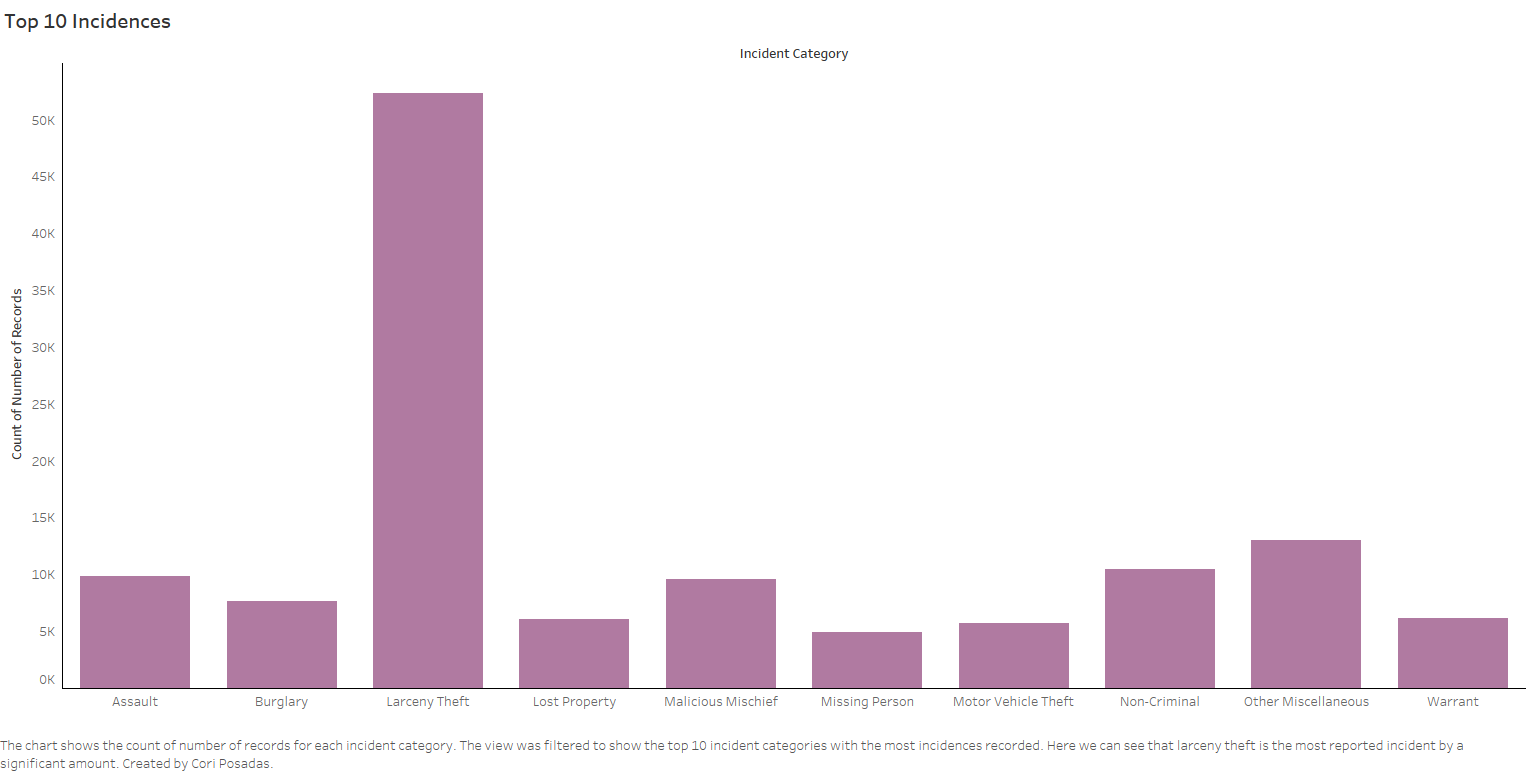 Top 10 Incidences
Incident Category
Count of Number of Records
50K
45K
40K
35K
30K
25K
20K
15K
10K
5K
0K
Assault
Burglary
Larceny Theft
Lost Property
Malicious Mischief
Missing Person
Motor Vehicle Theft
Non-Criminal
Other Miscellaneous
Warrant
The chart shows the count of number of records for each incident category. The view was filtered to show the top 10 incident categories with the most incidences recorded. Here we can see that larceny theft is the most reported incident by a
significant amount. Created by Cori Posadas.